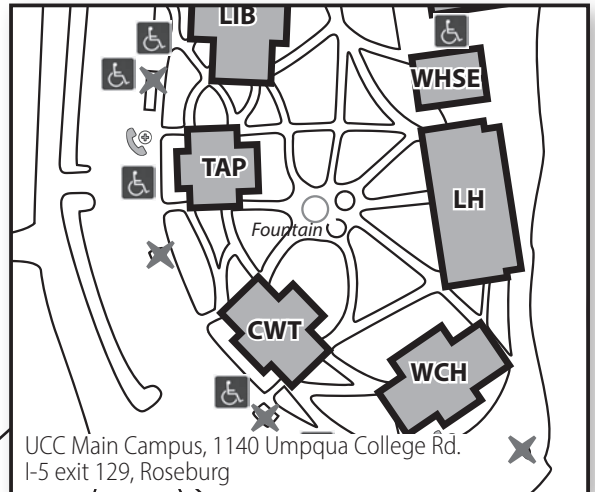 LIB
WHSE
TAP
LH
Fountain
CWT
WCH
UCC Main Campus, 1140 Umpqua College Rd.
I-5 exit 129, Roseburg